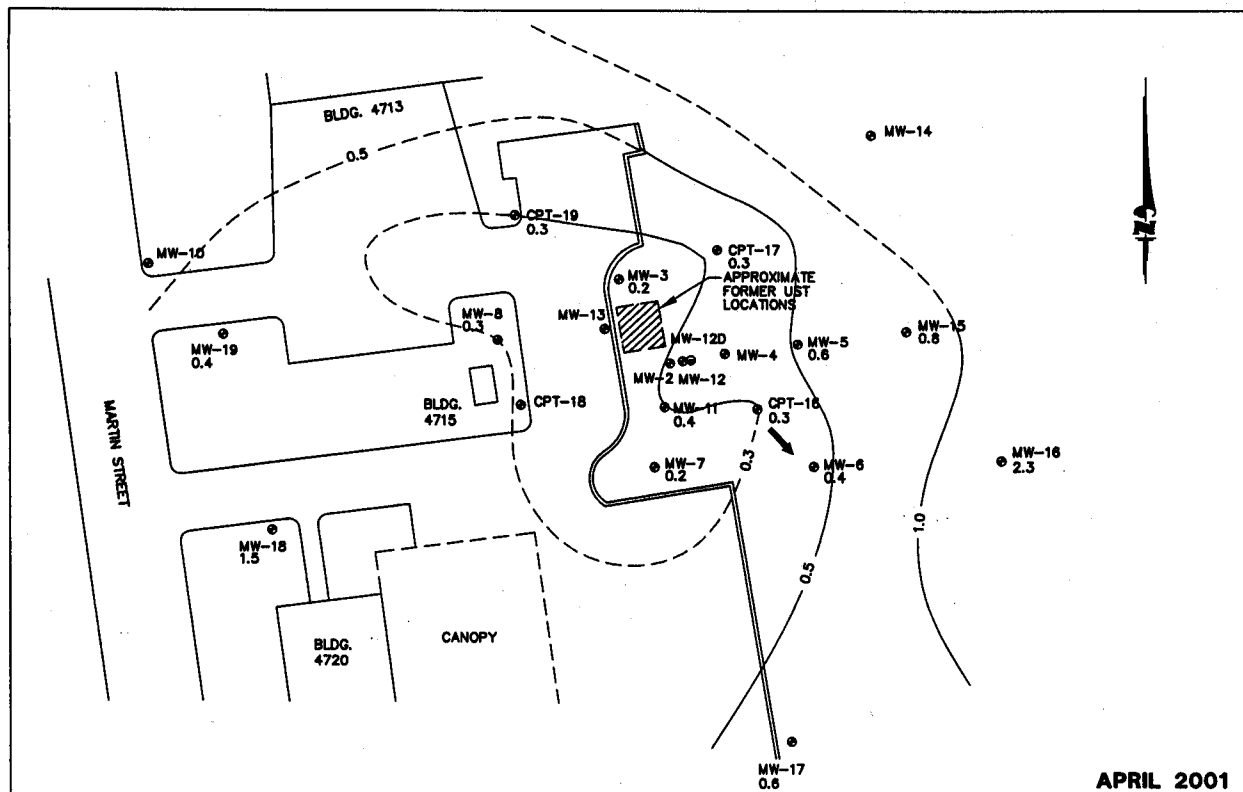 BLDG. 4713
MW-14
0.5
CPT-19
0.3
MW-10
CPT-17
0.3
MW-3
0.2
APPROXIMATE
FORMER UST
LOCATIONS
MW-8
0.3
MW-13
MW-19
0.4
MW-12D
MW-4
MW-5
0.6
MW-15
0.8
MW-2
MW-12
BLDG.
4715
CPT-18
MW-11
0.4
CPT-16
0.3
MARTIN STREET
MW-7
0.2
0.3
MW-6
0.4
MW-16
2.3
1.0
MW-18
1.5
0.5
BLDG.
4720
CANOPY
MW-17
0.6
APRIL 2001